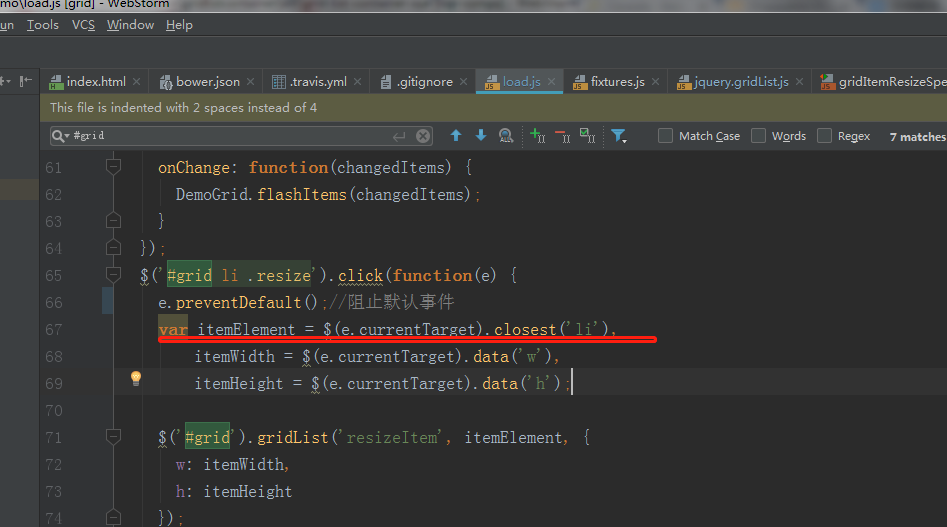 mo\load.js [grid] - WebStorm
un Tools VCS Window Help
index.html bower.json .travis.yml .gitignore load.js fixtures.js jquery.gridList.js gridItemResizeSpe
This file is indented with 2 spaces instead of 4
#grid Match Case Words Regex 7 matches
61 onChange: function(changedItems) {
62 DemoGrid.flashItems(changedItems);
63 }
64 });
65 $('#grid li .resize').click(function(e) {
66 e.preventDefault();//阻止默认事件
67 var itemElement = $(e.currentTarget).closest('li'),
68 itemWidth = $(e.currentTarget).data('w'),
69 itemHeight = $(e.currentTarget).data('h');
70
71 $('#grid').gridList('resizeItem', itemElement, {
72 w: itemWidth,
73 h: itemHeight
74 });